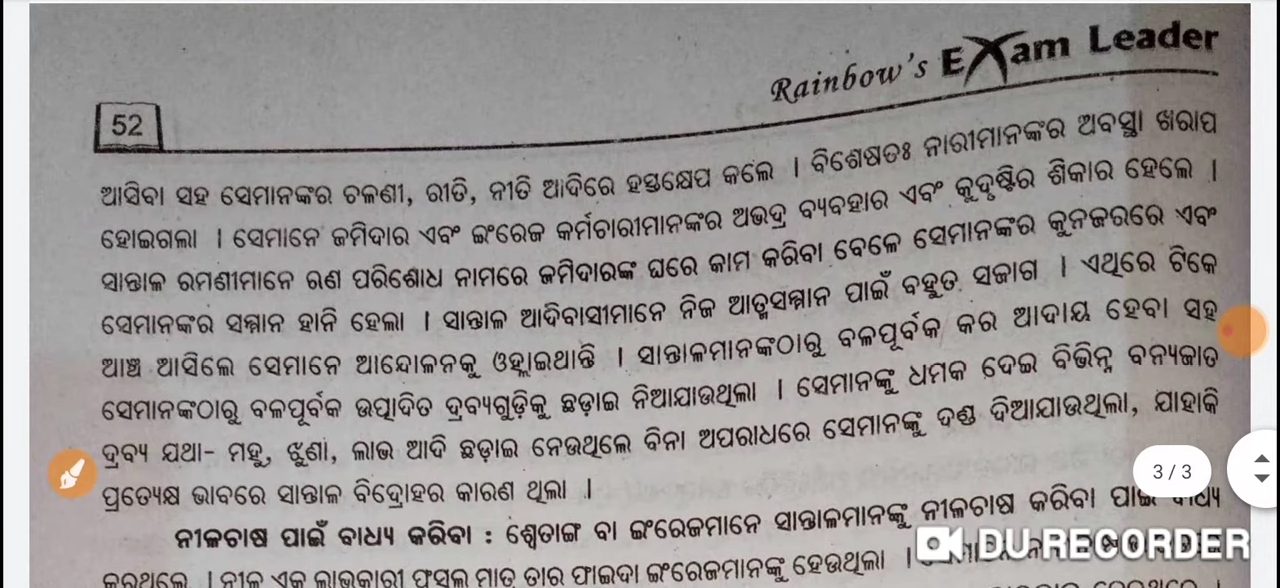 Rainbow's Exam Leader
52
ଆସିବା ସହ ସେମାନଙ୍କର ଚଳଣୀ, ରୀତି, ନୀତି ଆଦିରେ ହସ୍ତକ୍ଷେପ କଲେ । ବିଶେଷତଃ ନାରୀମାନଙ୍କର ଅବସ୍ଥା ଖରାପ
ହୋଇଗଲା । ସେମାନେ ଜମିଦାର ଏବଂ ଇଂରେଜ କର୍ମଚାରୀମାନଙ୍କର ଅଭଦ୍ର ବ୍ୟବହାର ଏବଂ କୁଦୃଷ୍ଟିର ଶିକାର ହେଲେ ।
ସାନ୍ତାଳ ରମଣୀମାନେ ଋଣ ପରିଶୋଧ ନାମରେ ଜମିଦାରଙ୍କ ଘରେ କାମ କରିବା ବେଳେ ସେମାନଙ୍କର କୁନଜରରେ ଏବଂ
ସେମାନଙ୍କର ସମ୍ମାନ ହାନି ହେଲା । ସାନ୍ତାଳ ଆଦିବାସୀମାନେ ନିଜ ଆତ୍ମସମ୍ମାନ ପାଇଁ ବହୁତ ସଜାଗ । ଏଥିରେ ଟିକେ
ଆଞ୍ଚ ଆସିଲେ ସେମାନେ ଆନ୍ଦୋଳନକୁ ଓହ୍ଲାଇଥାନ୍ତି । ସାନ୍ତାଳମାନଙ୍କଠାରୁ ବଳପୂର୍ବକ କର ଆଦାୟ ହେବା ସହ
ସେମାନଙ୍କଠାରୁ ବଳପୂର୍ବକ ଉତ୍ପାଦିତ ଦ୍ରବ୍ୟଗୁଡ଼ିକୁ ଛଡ଼ାଇ ନିଆଯାଉଥିଲା । ସେମାନଙ୍କୁ ଧମକ ଦେଇ ବିଭିନ୍ନ ବନ୍ୟଜାତ
ଦ୍ରବ୍ୟ ଯଥା- ମହୁ, ଝୁଣା, ଲାଭ ଆଦି ଛଡ଼ାଇ ନେଉଥିଲେ ବିନା ଅପରାଧରେ ସେମାନଙ୍କୁ ଦଣ୍ଡ ଦିଆଯାଉଥିଲା, ଯାହାକି
ପ୍ରତ୍ୟେକ୍ଷ ଭାବରେ ସାନ୍ତାଳ ବିଦ୍ରୋହର କାରଣ ଥିଲା ।
3/3
ନୀଳଚାଷ ପାଇଁ ବାଧ୍ୟ କରିବା : ଶ୍ୱେତାଙ୍ଗ ବା ଇଂରେଜମାନେ ସାନ୍ତାଳମାନଙ୍କୁ ନୀଳଚାଷ କରିବା ପାଇଁ ବାଧ୍ୟ
DU RECORDER
କରୁଥିଲେ । ନୀଳ ଏକ ଲାଭକାରୀ ଫସଲ ମାତ୍ର ତାର ଫାଇଦା ଇଂରେଜମାନଙ୍କୁ ହେଉଥିଲା ।